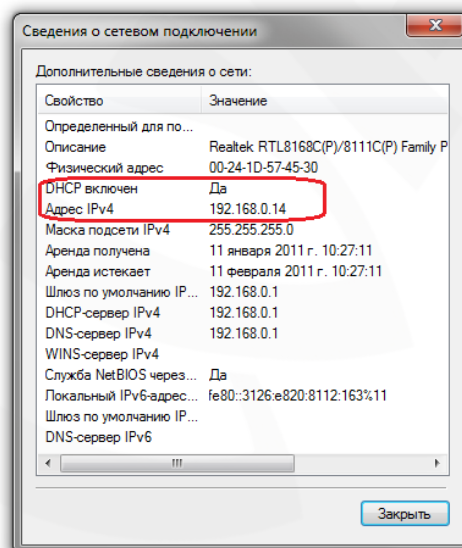 Сведения о сетевом подключении
Дополнительные сведения о сети:
Свойство Значение
Определенный для по...
Описание Realtek RTL8168C(P)/8111C(P) Family P
Физический адрес 00-24-1D-57-45-30
DHCP включен Да
Адрес IPv4 192.168.0.14
Маска подсети IPv4 255.255.255.0
Аренда получена 11 января 2011 г. 10:27:11
Аренда истекает 11 февраля 2011 г. 10:27:11
Шлюз по умолчанию IP... 192.168.0.1
DHCP-сервер IPv4 192.168.0.1
DNS-сервер IPv4 192.168.0.1
WINS-сервер IPv4
Служба NetBIOS через... Да
Локальный IPv6-адрес... fe80::3126:e820:8112:163%11
Шлюз по умолчанию IP...
DNS-сервер IPv6
Закрыть